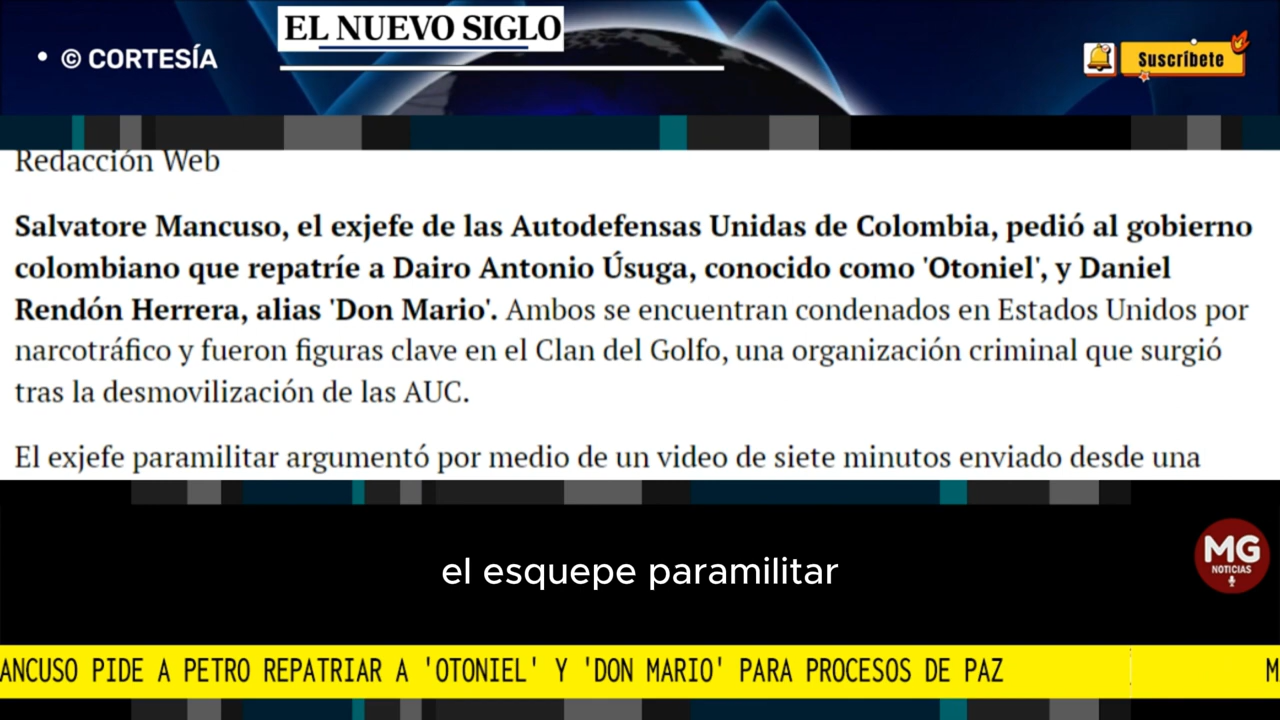 • © CORTESÍA
EL NUEVO SIGLO
Suscríbete
Redacción Web
Salvatore Mancuso, el exjefe de las Autodefensas Unidas de Colombia, pedió al gobierno
colombiano que repatríe a Dairo Antonio Úsuga, conocido como 'Otoniel', y Daniel
Rendón Herrera, alias 'Don Mario'. Ambos se encuentran condenados en Estados Unidos por
narcotráfico y fueron figuras clave en el Clan del Golfo, una organización criminal que surgió
tras la desmovilización de las AUC.
El exjefe paramilitar argumentó por medio de un video de siete minutos enviado desde una
el esquepe paramilitar
MG
NOTICIAS
ANCUSO PIDE A PETRO REPATRIAR A 'OTONIEL' Y 'DON MARIO' PARA PROCESOS DE PAZ M